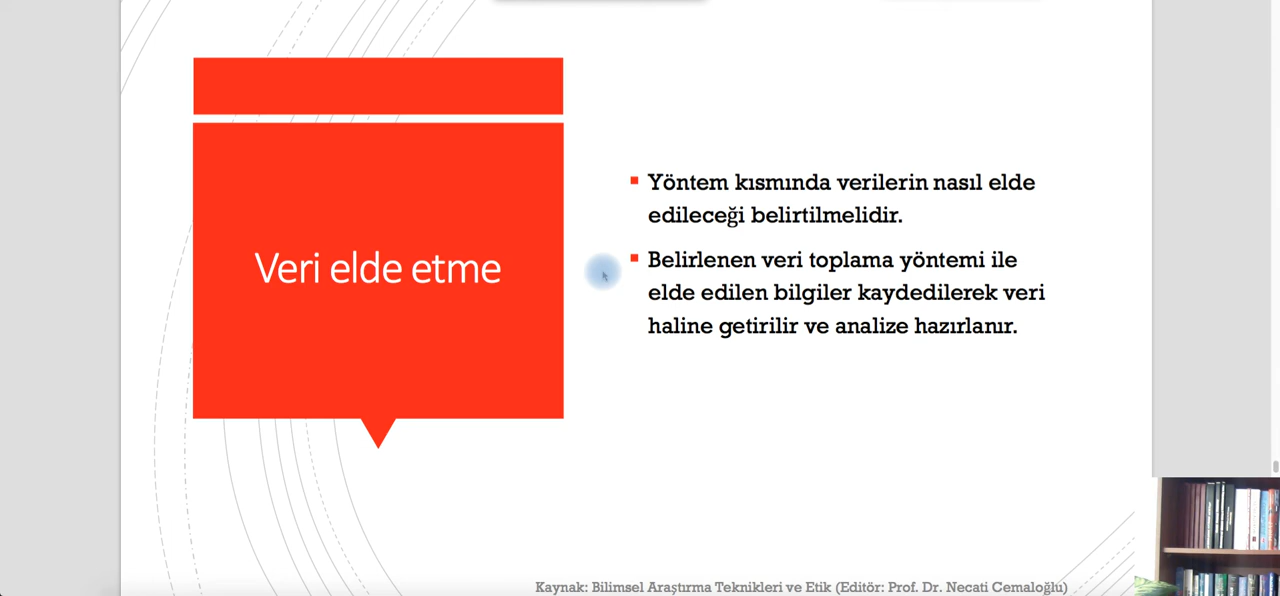 Veri elde etme
Yöntem kısmında verilerin nasıl elde
edileceği belirtilmelidir.
Belirlenen veri toplama yöntemi ile
elde edilen bilgiler kaydedilerek veri
haline getirilir ve analize hazırlanır.
Kaynak: Bilimsel Araştırma Teknikleri ve Etik (Editör: Prof. Dr. Necati Cemaloğlu)